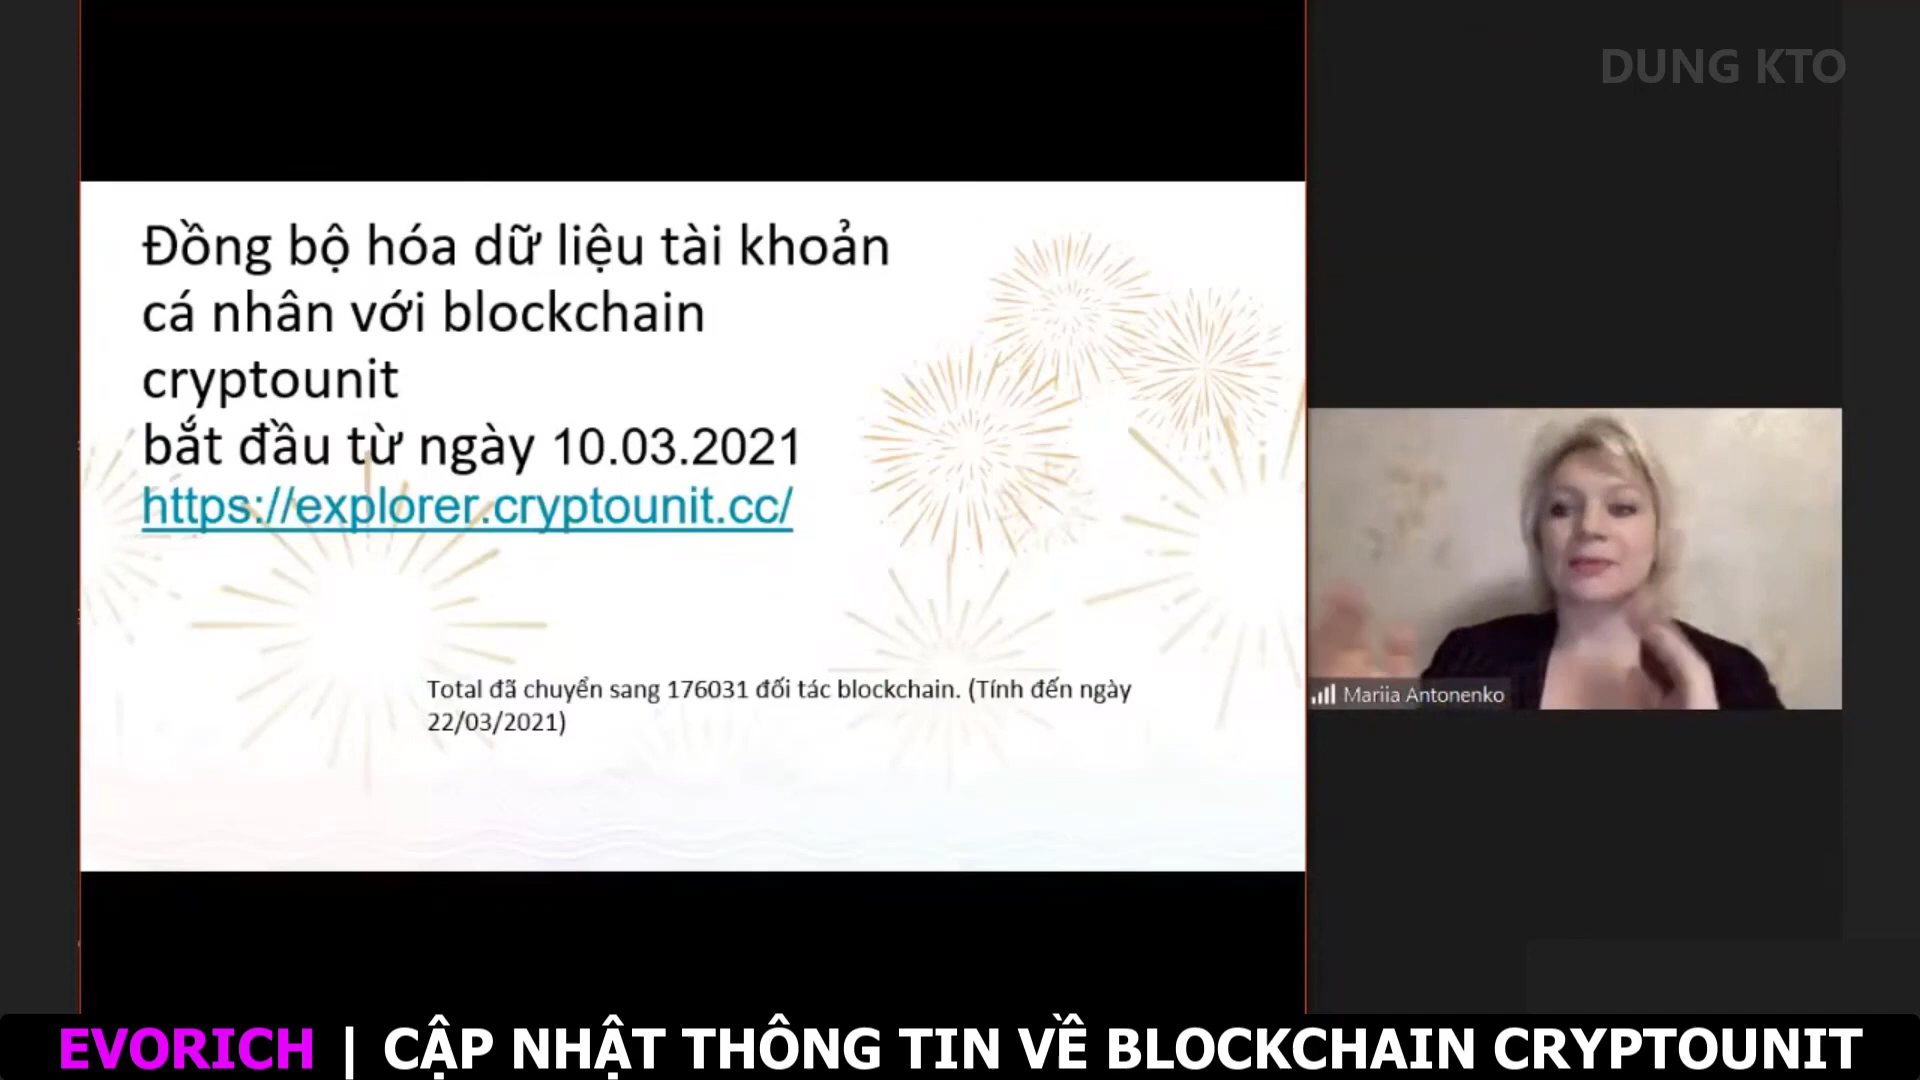 DUNG KTO
Đồng bộ hóa dữ liệu tài khoản
cá nhân với blockchain
cryptounit
bắt đầu từ ngày 10.03.2021
https://explorer.cryptounit.cc/
Total đã chuyển sang 176031 đối tác blockchain. (Tính đến ngày
22/03/2021)
Mariia Antonenko
EVORICH | CẬP NHẬT THÔNG TIN VỀ BLOCKCHAIN CRYPTOUNIT